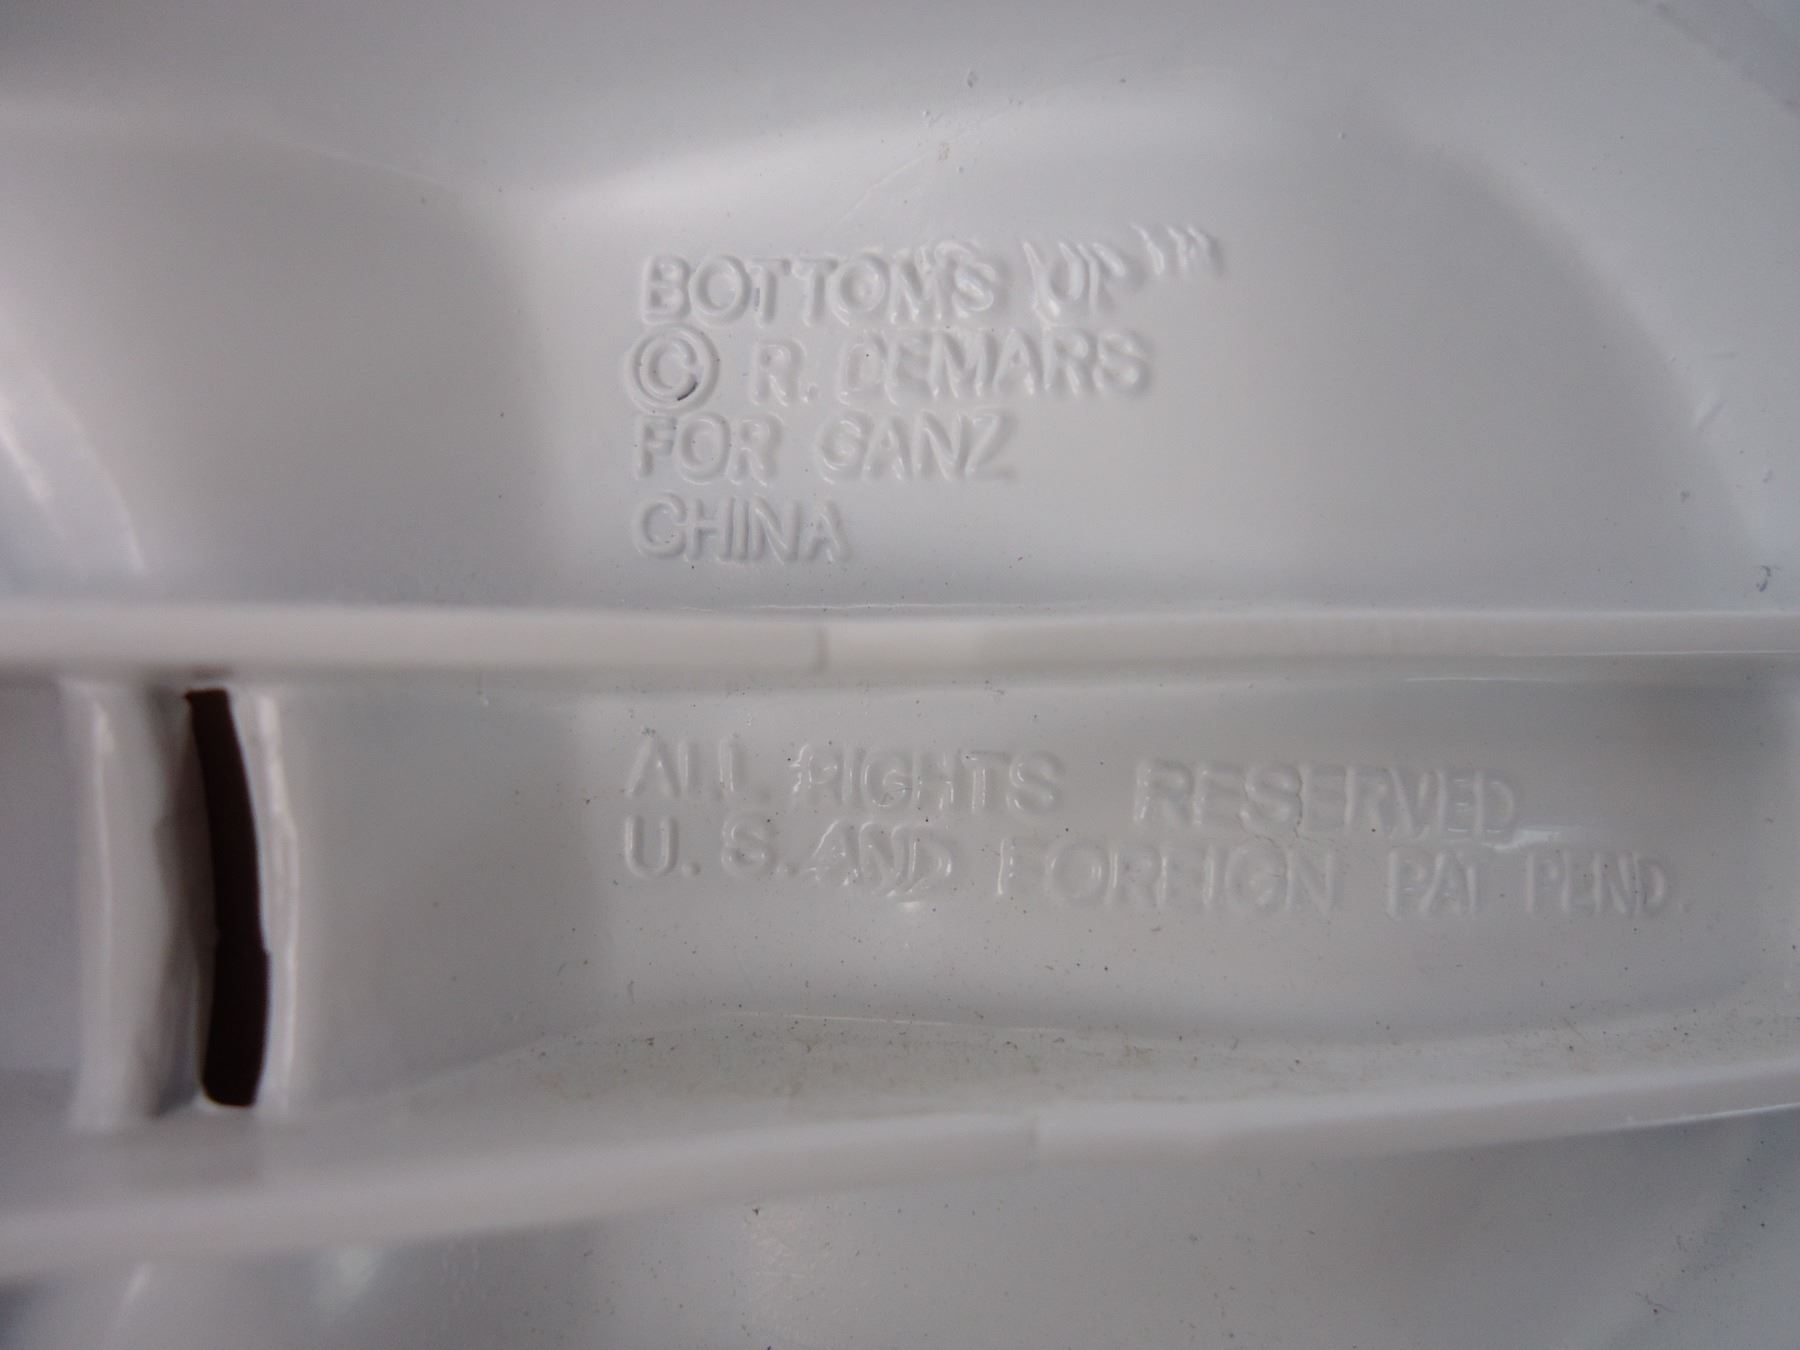 BOTTOMS UP™
© R. DEMARS
FOR GANZ
CHINA
ALL RIGHTS RESERVED
U. S. AND FOREIGN PAT PEND.